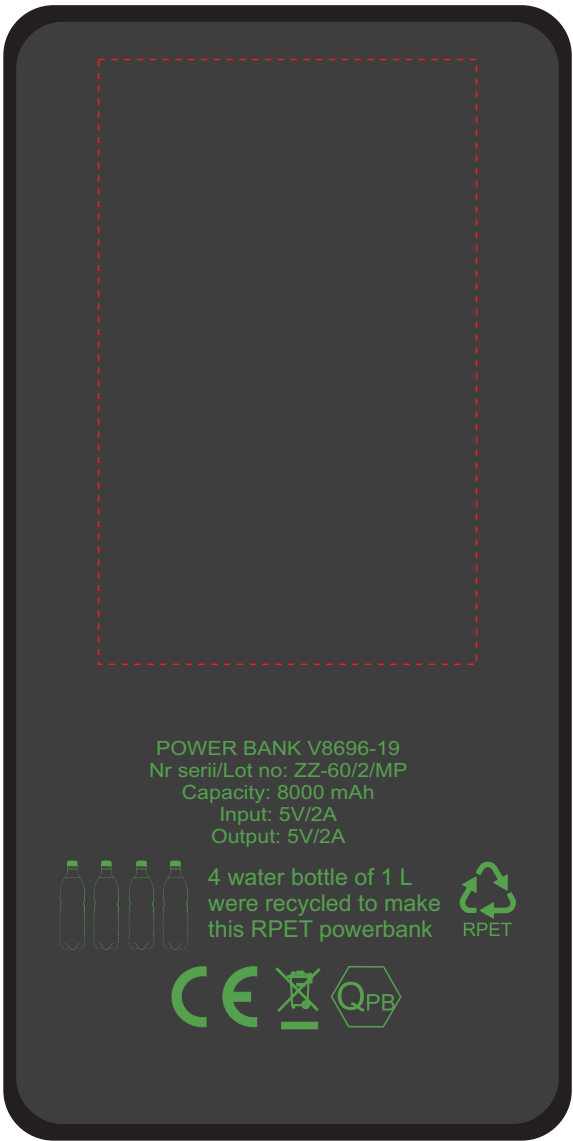 POWER BANK V8696-19
Nr serii/Lot no: ZZ-60/2/MP
Capacity: 8000 mAh
Input: 5V/2A
Output: 5V/2A
4 water bottle of 1 L
were recycled to make
this RPET powerbank
RPET
CE
QPB